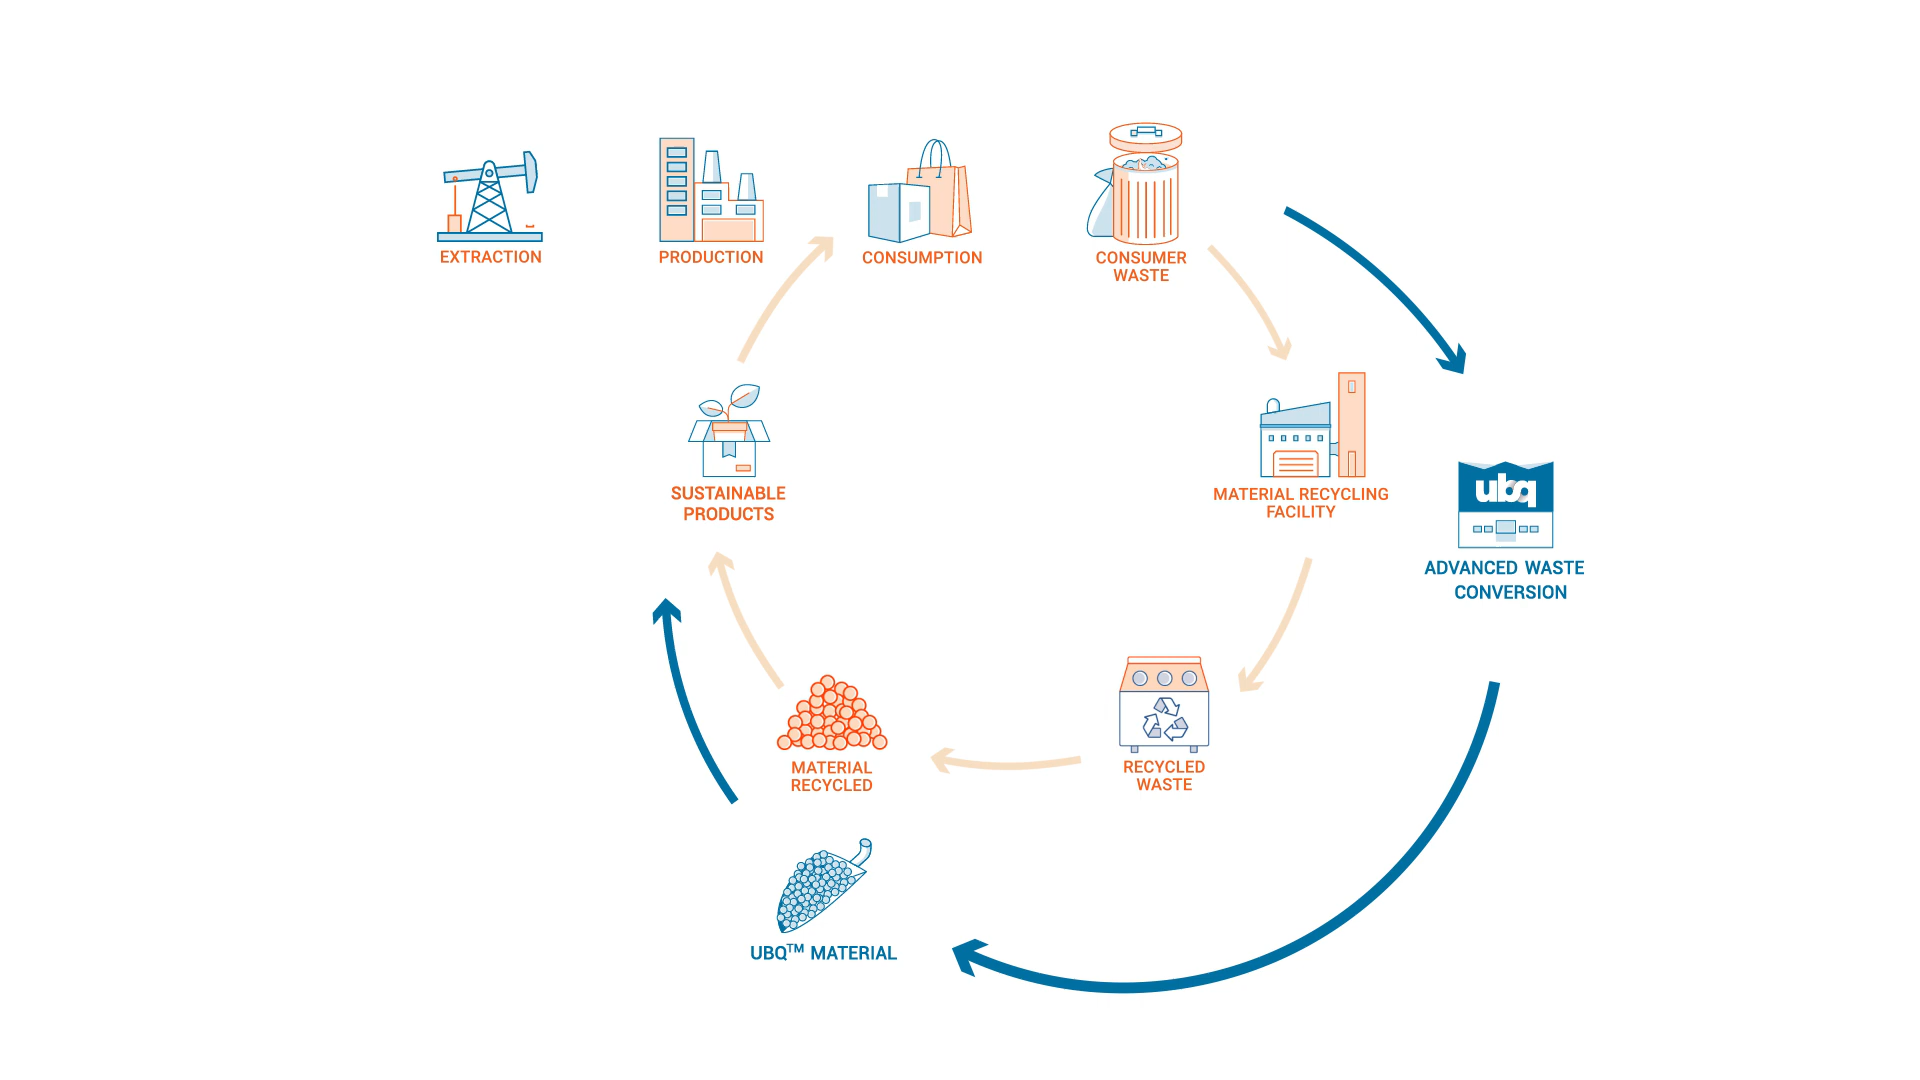 EXTRACTION
PRODUCTION
CONSUMPTION
CONSUMER
WASTE
SUSTAINABLE
PRODUCTS
MATERIAL RECYCLING
FACILITY
ubq
ADVANCED WASTE
CONVERSION
MATERIAL
RECYCLED
RECYCLED
WASTE
UBQ™ MATERIAL